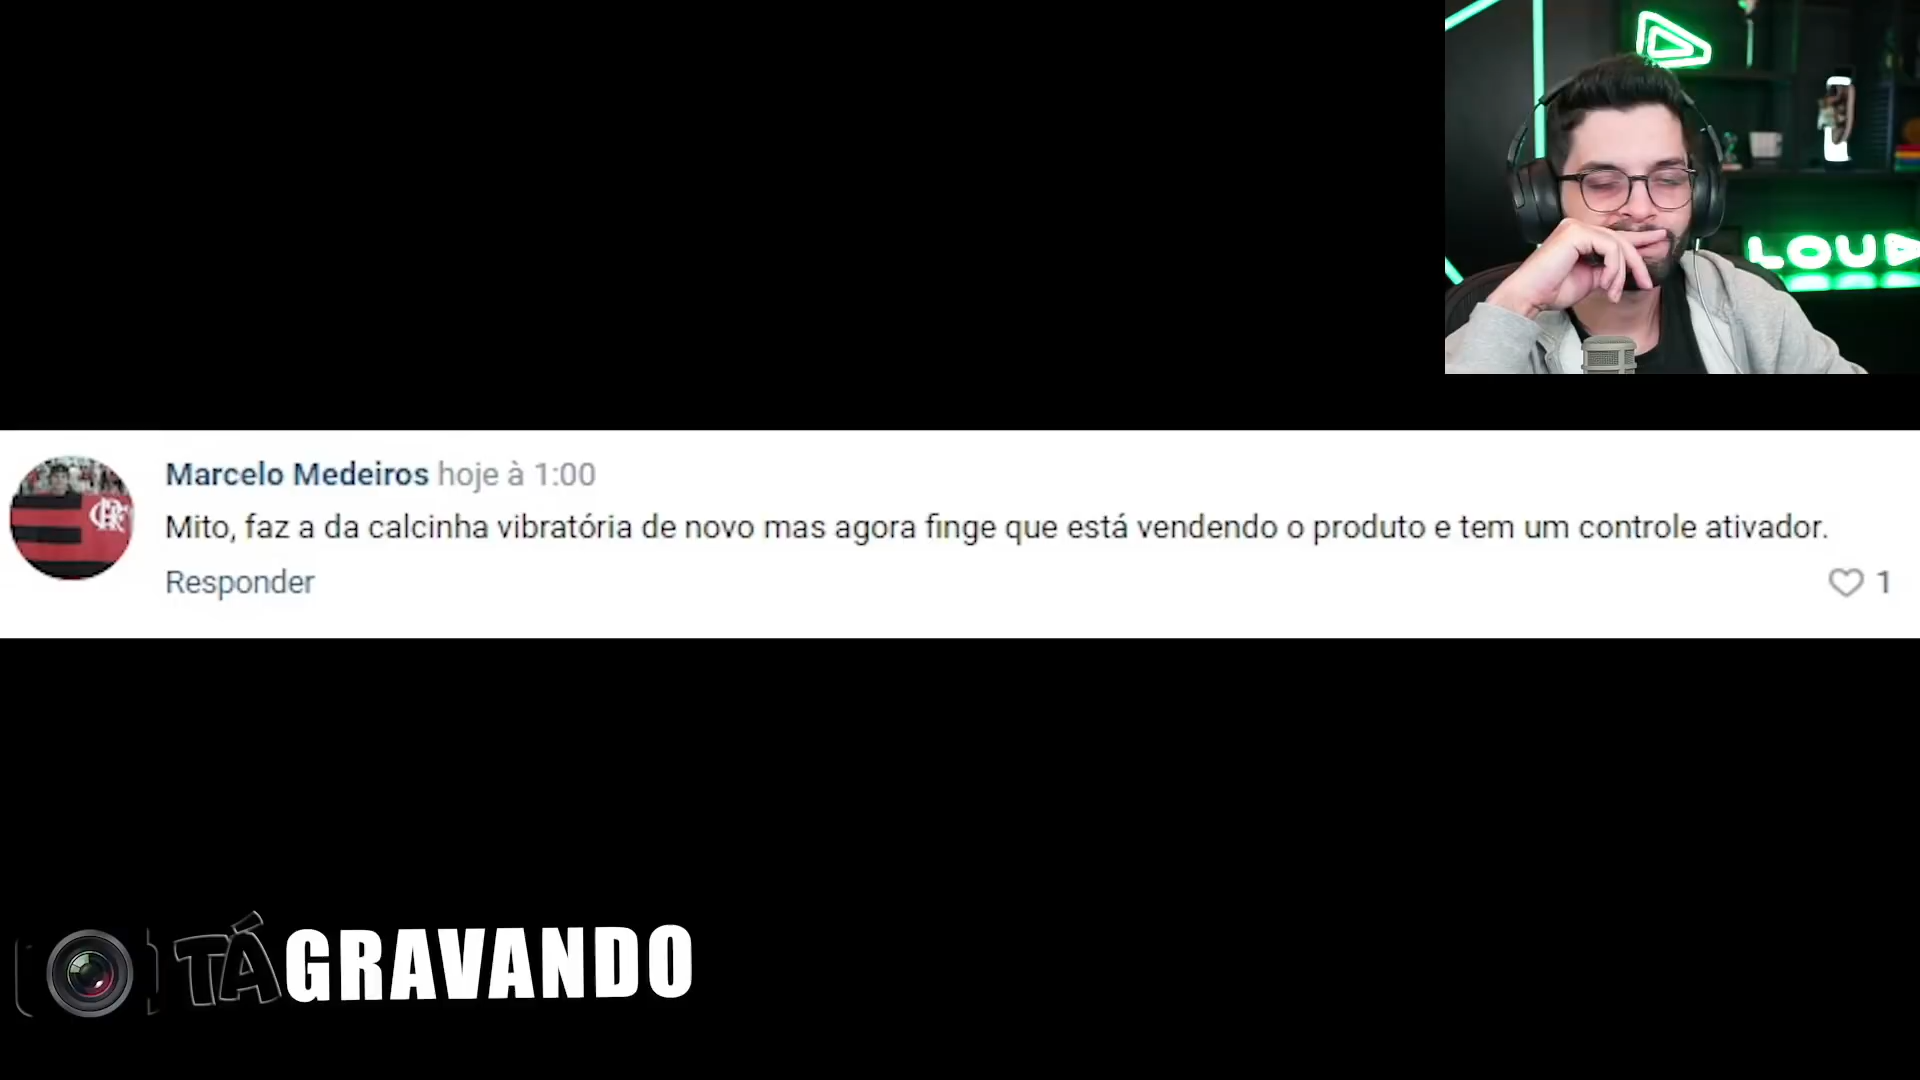 LOUD
Marcelo Medeiros hoje à 1:00
Mito, faz a da calcinha vibratória de novo mas agora finge que está vendendo o produto e tem um controle ativador.
Responder
1
TÁ GRAVANDO